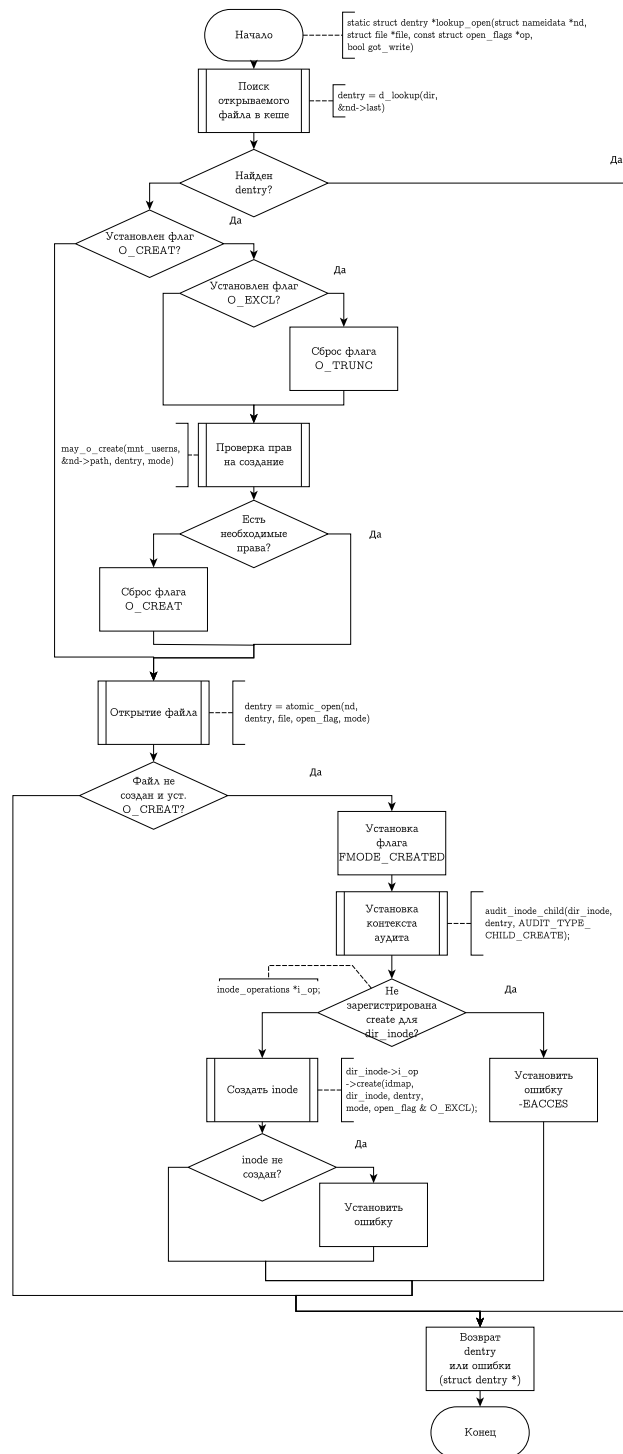 Начало
static struct dentry *lookup_open(struct nameidata *nd,
struct file *file, const struct open_flags *op,
bool got_write)
Поиск
открываемого
файла в кеше
dentry = d_lookup(dir,
&nd->last)
Да
Найден
dentry?
Да
Установлен флаг
O_CREAT?
Да
Установлен флаг
O_EXCL?
Сброс флага
O_TRUNC
may_o_create(mnt_userns,
&nd->path, dentry, mode)
Проверка прав
на создание
Есть
необходимые
права?
Да
Сброс флага
O_CREAT
Открытие файла
dentry = atomic_open(nd,
dentry, file, open_flag, mode)
Да
Файл не
создан и уст.
O_CREAT?
Установка
флага
FMODE_CREATED
Установка
контекста
аудита
audit_inode_child(dir_inode,
dentry, AUDIT_TYPE_
CHILD_CREATE);
inode_operations *i_op;
Не
зарегистрирована
create для
dir_inode?
Да
Создать inode
dir_inode->i_op
->create(idmap,
dir_inode, dentry,
mode, open_flag & O_EXCL);
Установить
ошибку
-EACCES
Да
inode не
создан?
Установить
ошибку
Возврат
dentry
или ошибки
(struct dentry *)
Конец